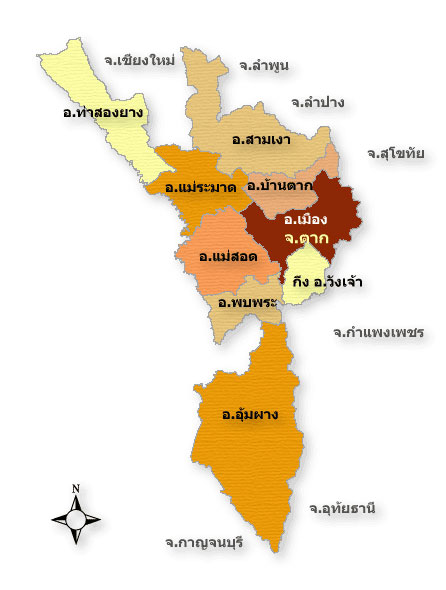 จ.เชียงใหม่
จ.ลำพูน
จ.ลำปาง
อ.ท่าสองยาง
อ.สามเงา
จ.สุโขทัย
อ.แม่ระมาด
อ.บ้านตาก
อ.เมือง
จ.ตาก
อ.แม่สอด
กิ่ง อ.วังเจ้า
อ.พบพระ
จ.กำแพงเพชร
อ.อุ้มผาง
N
จ.อุทัยธานี
จ.กาญจนบุรี